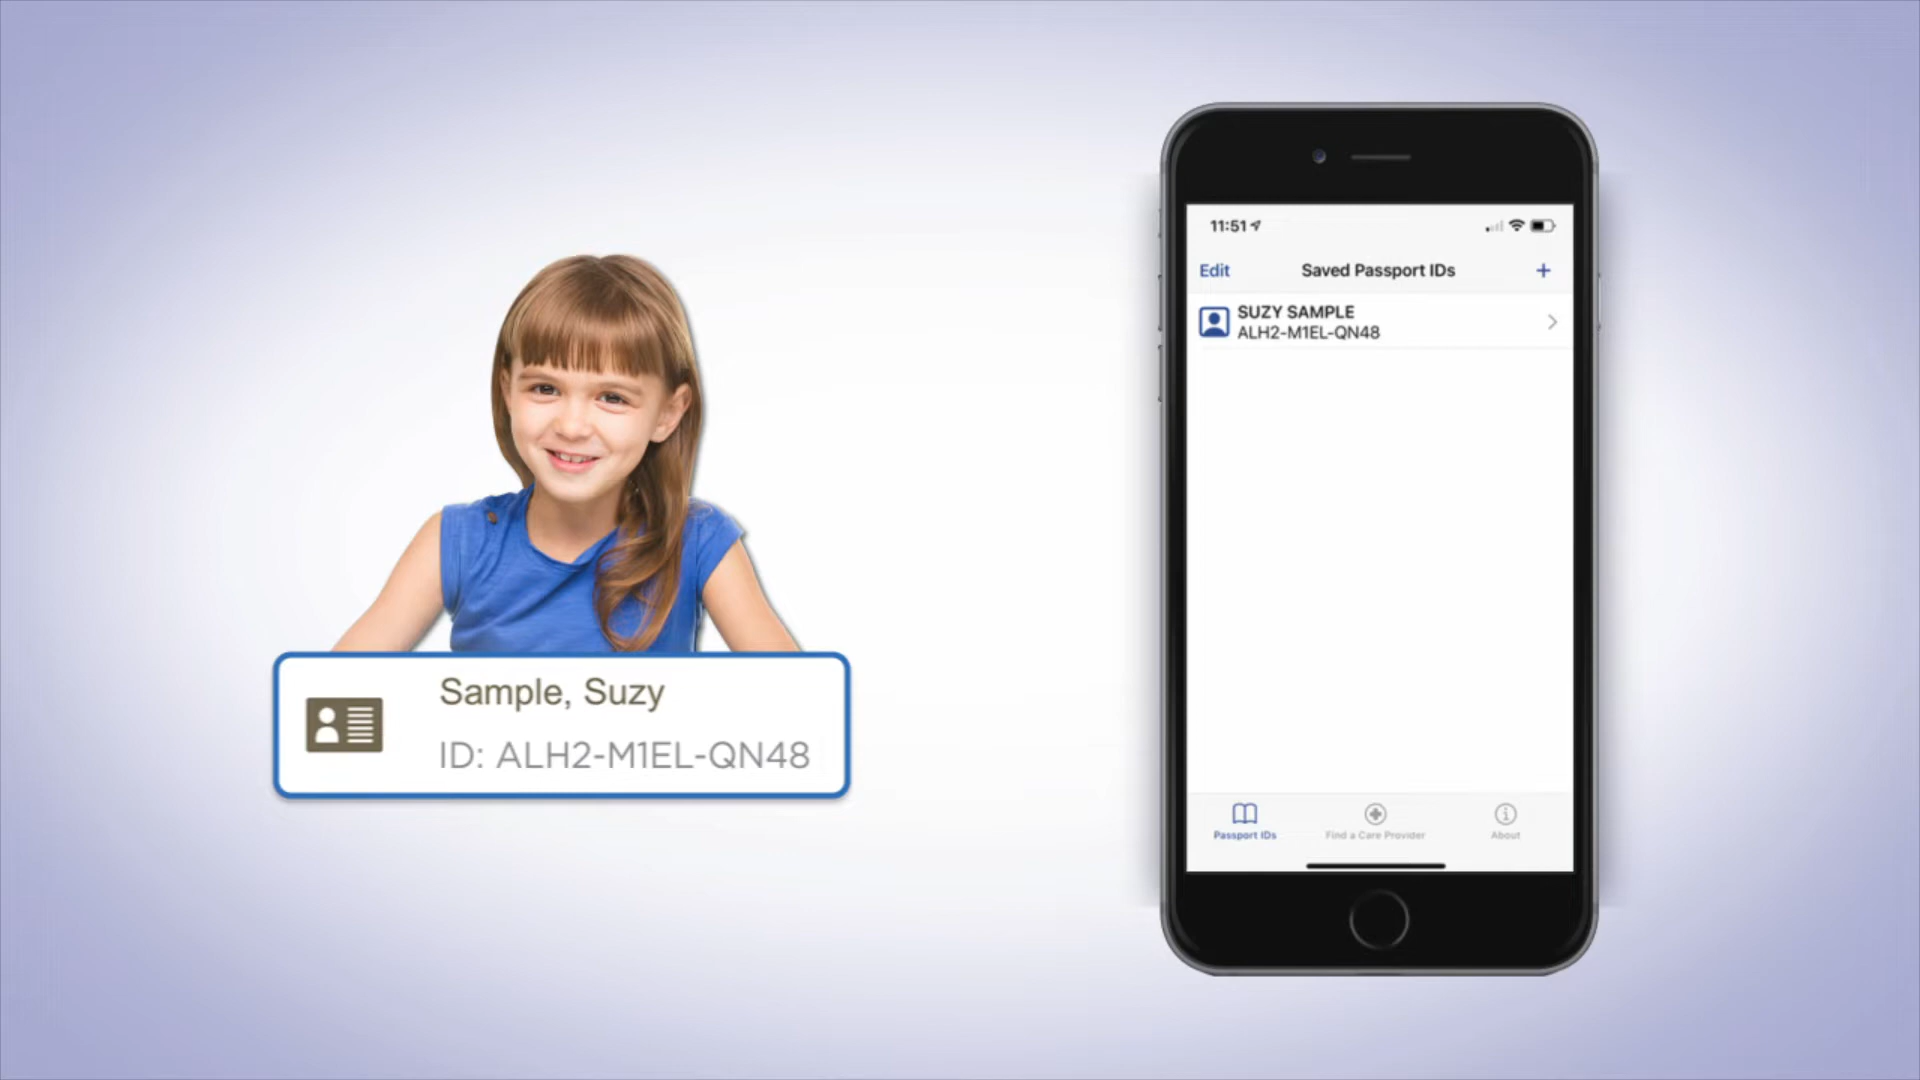 Sample, Suzy
ID: ALH2-M1EL-QN48
11:51
Edit
Saved Passport IDs
+
SUZY SAMPLE
ALH2-M1EL-QN48
Passport IDs
Find a Care Provider
About